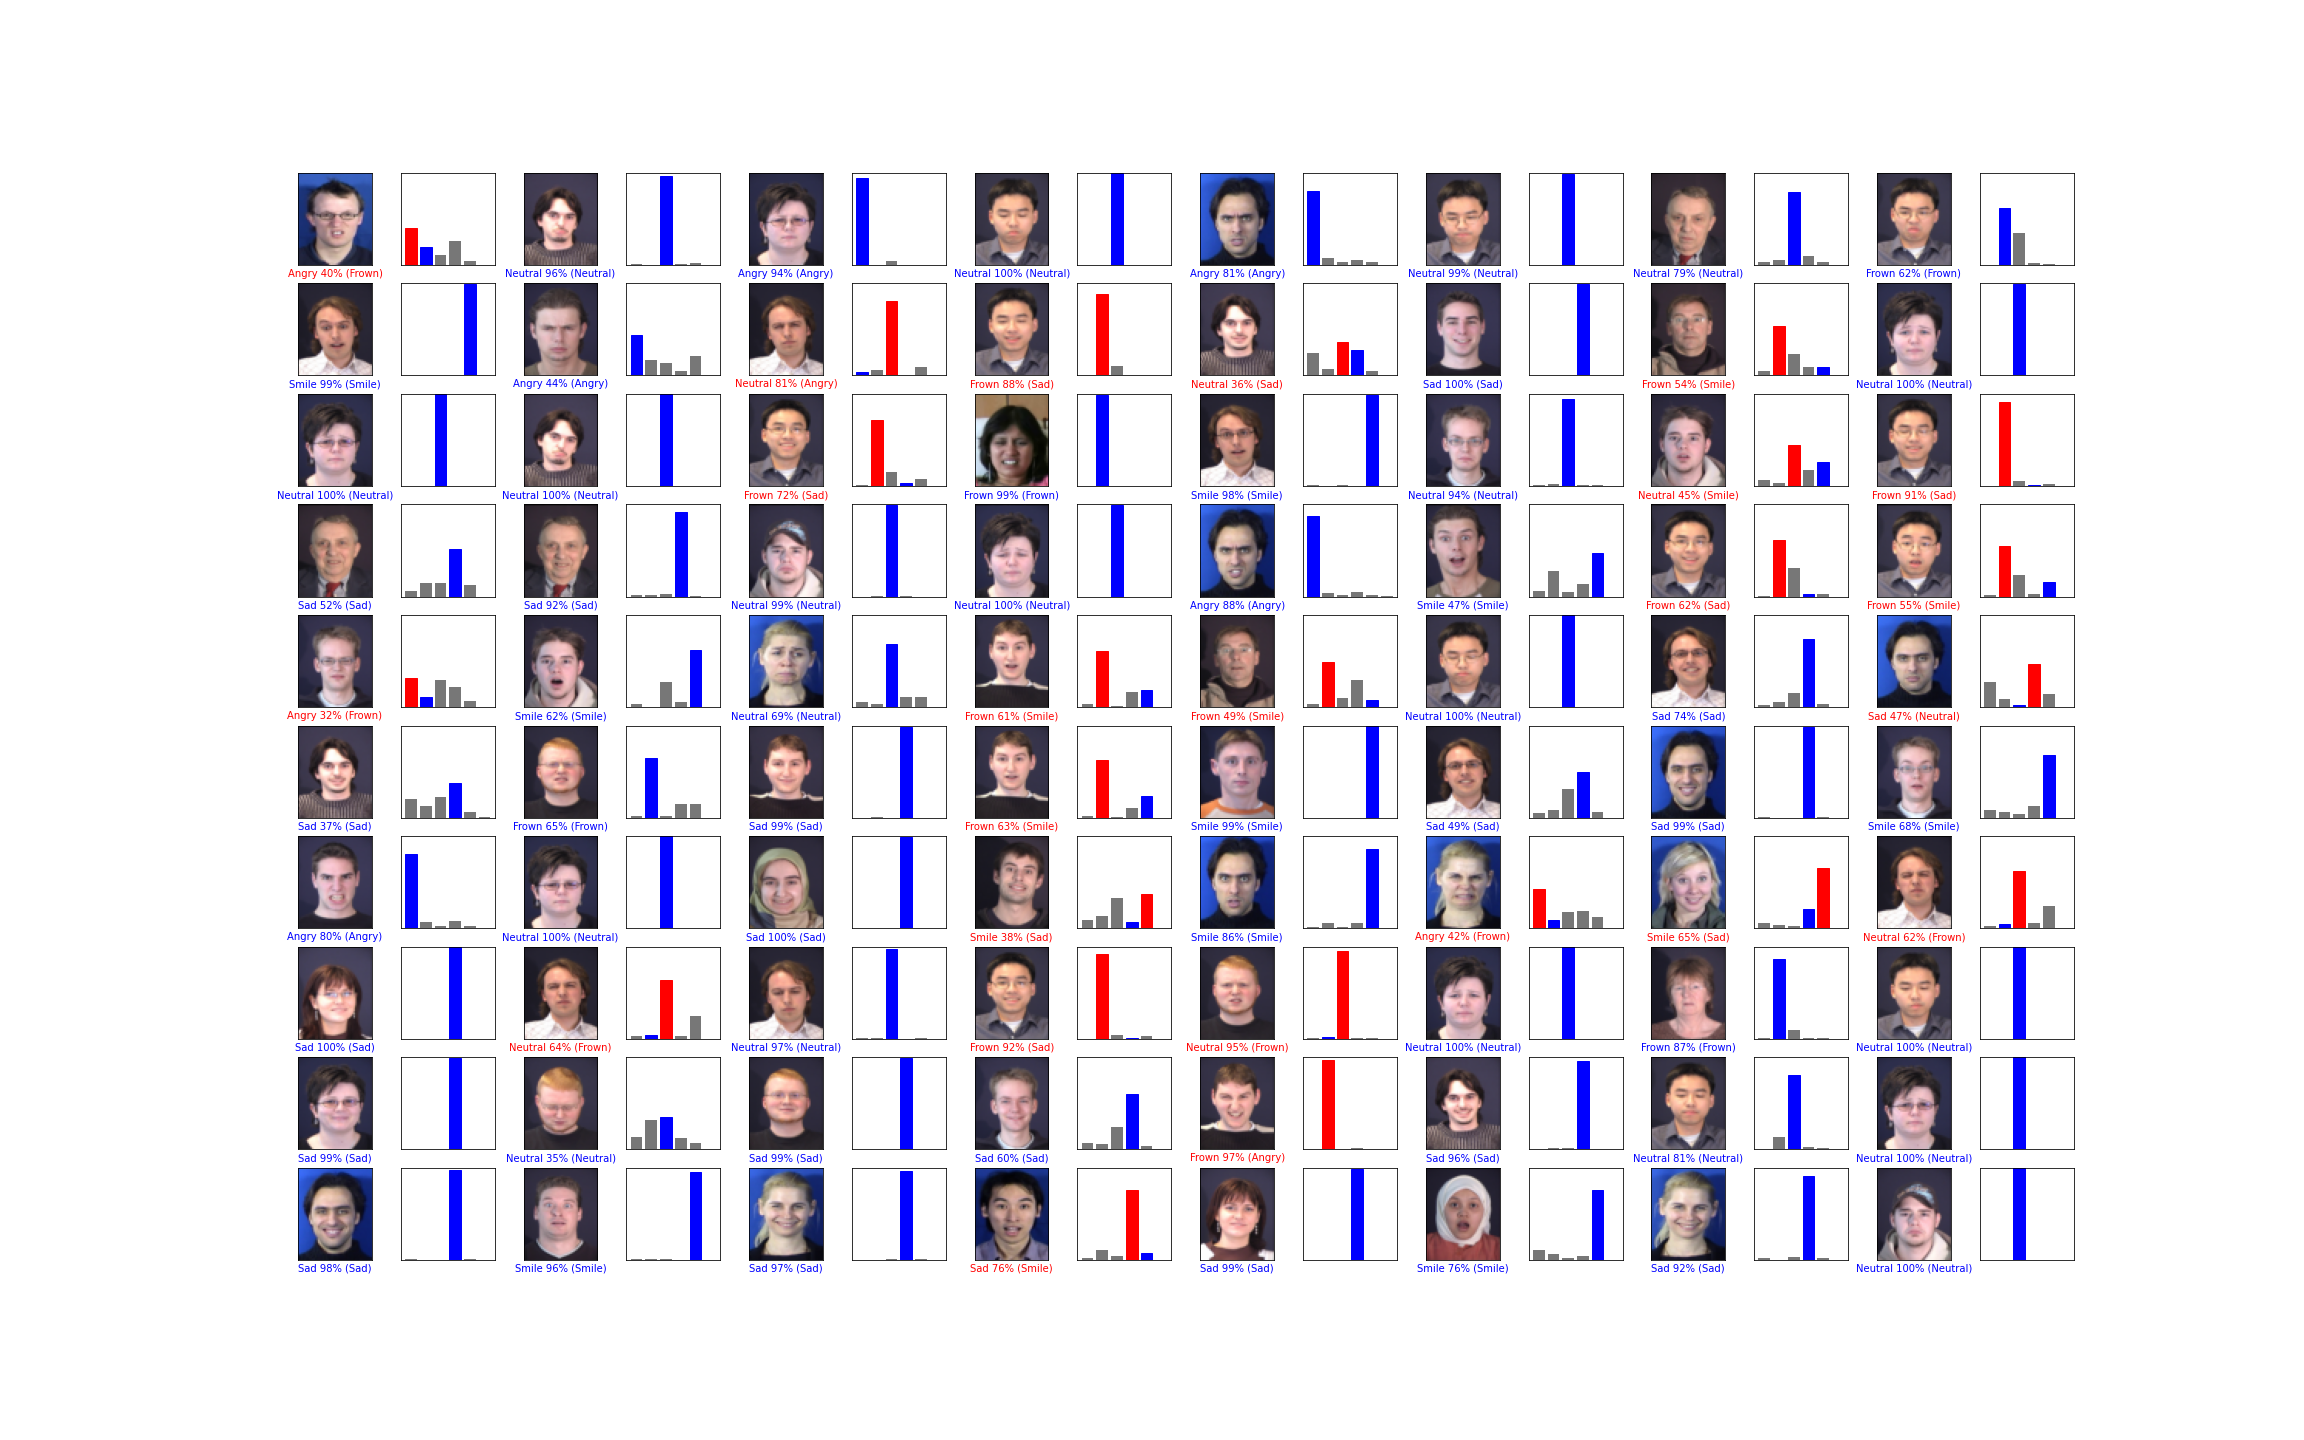 Angry 40% (Frown) Neutral 96% (Neutral) Angry 94% (Angry) Neutral 100% (Neutral) Angry 81% (Angry) Neutral 99% (Neutral) Neutral 79% (Neutral) Frown 62% (Frown)
Smile 99% (Smile) Angry 44% (Angry) Neutral 81% (Angry) Frown 88% (Sad) Neutral 36% (Sad) Sad 100% (Sad) Frown 54% (Smile) Neutral 100% (Neutral)
Neutral 100% (Neutral) Neutral 100% (Neutral) Frown 72% (Sad) Frown 99% (Frown) Smile 98% (Smile) Neutral 94% (Neutral) Neutral 45% (Smile) Frown 91% (Sad)
Sad 52% (Sad) Sad 92% (Sad) Neutral 99% (Neutral) Neutral 100% (Neutral) Angry 88% (Angry) Smile 47% (Smile) Frown 62% (Sad) Frown 55% (Smile)
Angry 32% (Frown) Smile 62% (Smile) Neutral 69% (Neutral) Frown 61% (Smile) Frown 49% (Smile) Neutral 100% (Neutral) Sad 74% (Sad) Sad 47% (Neutral)
Sad 37% (Sad) Frown 65% (Frown) Sad 99% (Sad) Frown 63% (Smile) Smile 99% (Smile) Sad 49% (Sad) Sad 99% (Sad) Smile 68% (Smile)
Angry 80% (Angry) Neutral 100% (Neutral) Sad 100% (Sad) Smile 38% (Sad) Smile 86% (Smile) Angry 42% (Frown) Smile 65% (Sad) Neutral 62% (Frown)
Sad 100% (Sad) Neutral 64% (Frown) Neutral 97% (Neutral) Frown 92% (Sad) Neutral 95% (Frown) Neutral 100% (Neutral) Frown 87% (Frown) Neutral 100% (Neutral)
Sad 99% (Sad) Neutral 35% (Neutral) Sad 99% (Sad) Sad 60% (Sad) Frown 97% (Angry) Sad 96% (Sad) Neutral 81% (Neutral) Neutral 100% (Neutral)
Sad 98% (Sad) Smile 96% (Smile) Sad 97% (Sad) Sad 76% (Smile) Sad 99% (Sad) Smile 76% (Smile) Sad 92% (Sad) Neutral 100% (Neutral)